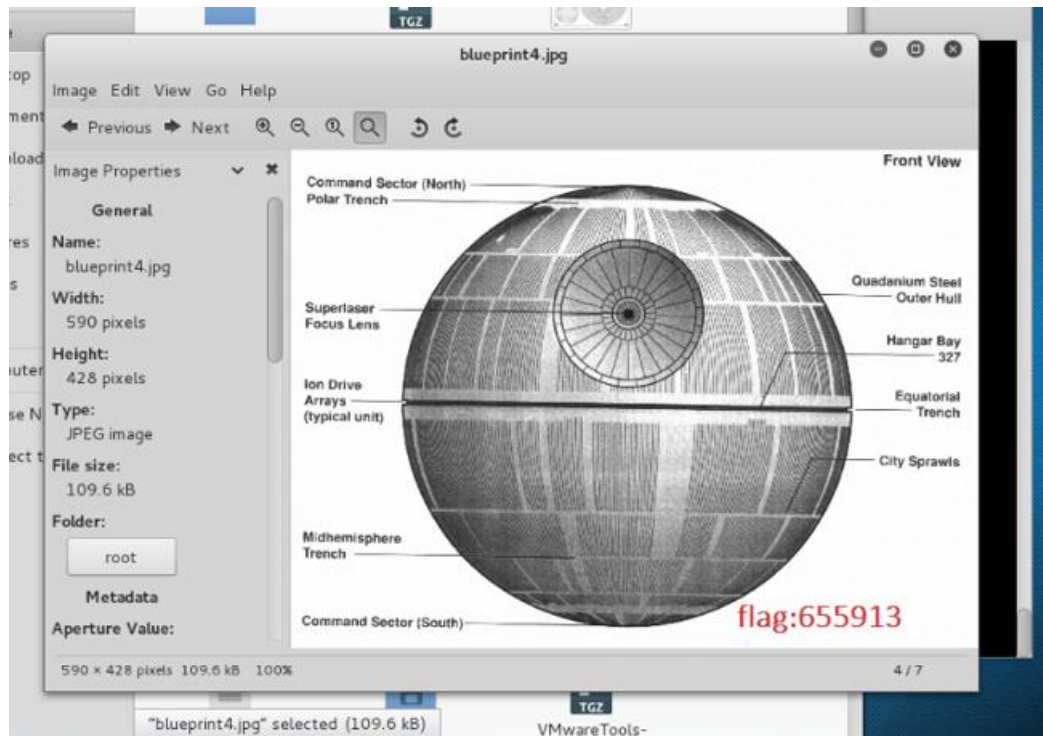 TGZ
blueprint4.jpg
Image Edit View Go Help
Previous Next
Image Properties
General
Name:
blueprint4.jpg
Width:
590 pixels
Height:
428 pixels
Type:
JPEG image
File size:
109.6 kB
Folder:
root
Metadata
Aperture Value:
Front View
Command Sector (North)
Polar Trench
Superlaser
Focus Lens
Ion Drive
Arrays
(typical unit)
Midhemisphere
Trench
Command Sector (South)
Quadanium Steel
Outer Hull
Hangar Bay
327
Equatorial
Trench
City Sprawls
flag:655913
590 × 428 pixels 109.6 kB 100%
4 / 7
TGZ
"blueprint4.jpg" selected (109.6 kB)
VMwareTools-